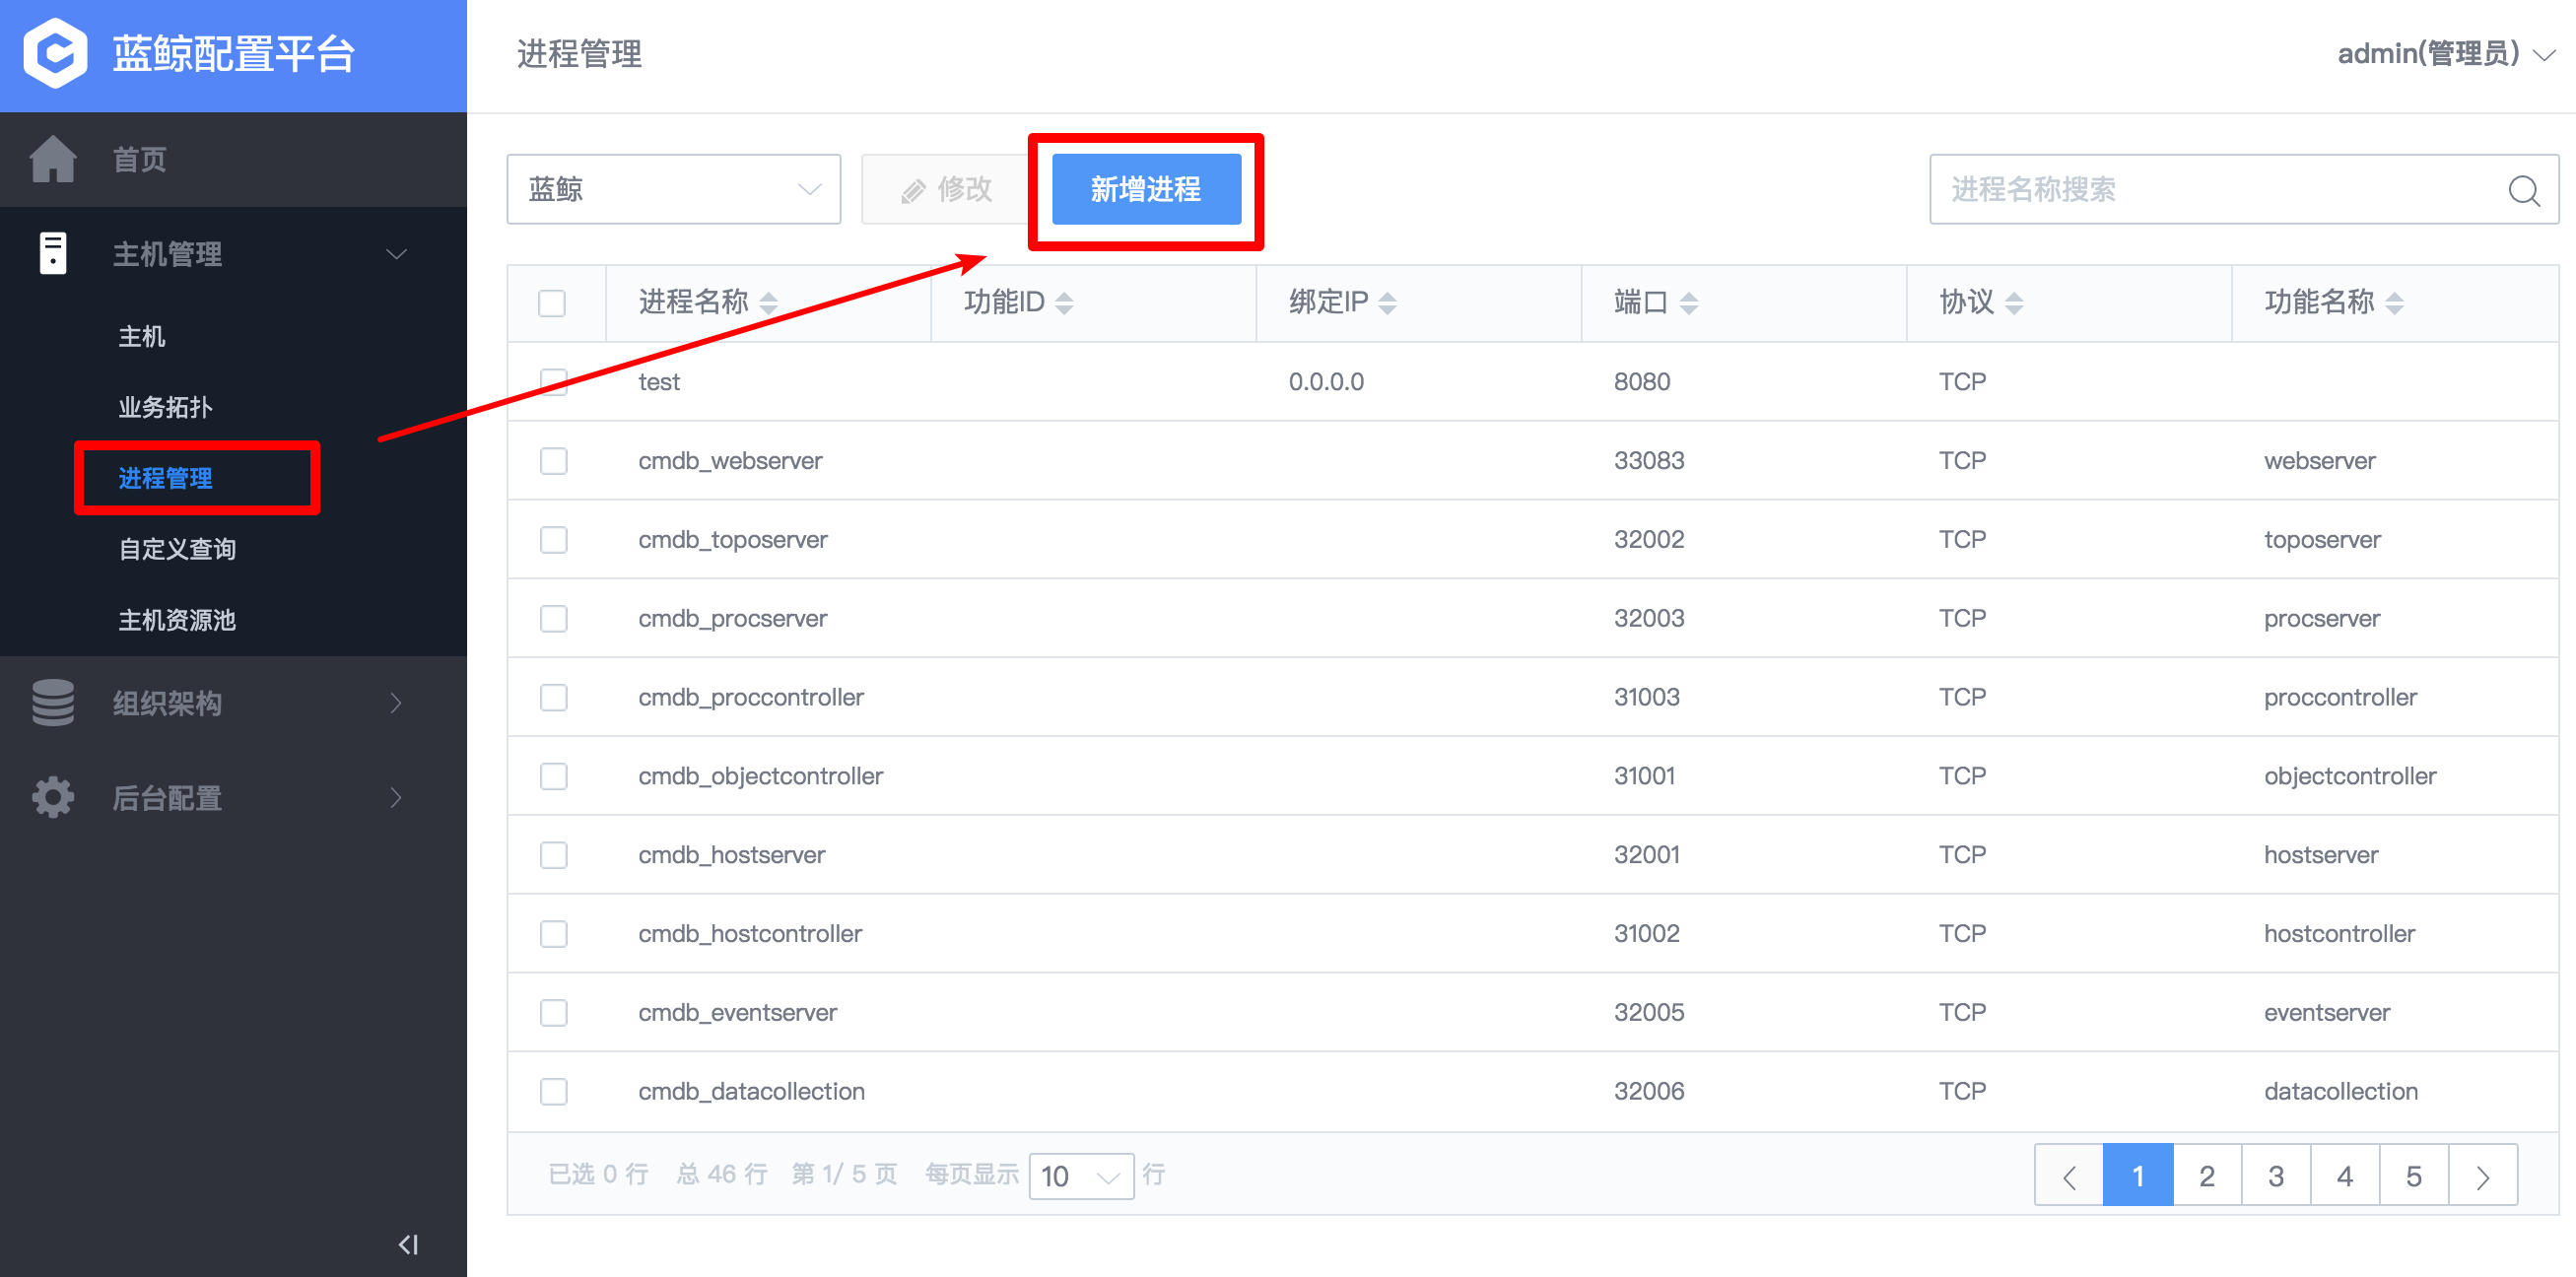 蓝鲸配置平台
进程管理
admin(管理员)
首页
主机管理
主机
业务拓扑
进程管理
自定义查询
主机资源池
组织架构
后台配置
蓝鲸 修改 新增进程 进程名称搜索
进程名称 功能ID 绑定IP 端口 协议 功能名称
test 0.0.0.0 8080 TCP
cmdb_webserver 33083 TCP webserver
cmdb_toposerver 32002 TCP toposerver
cmdb_procserver 32003 TCP procserver
cmdb_proccontroller 31003 TCP proccontroller
cmdb_objectcontroller 31001 TCP objectcontroller
cmdb_hostserver 32001 TCP hostserver
cmdb_hostcontroller 31002 TCP hostcontroller
cmdb_eventserver 32005 TCP eventserver
cmdb_datacollection 32006 TCP datacollection
已选 0 行 总 46 行 第 1/ 5 页 每页显示 10 行 1 2 3 4 5